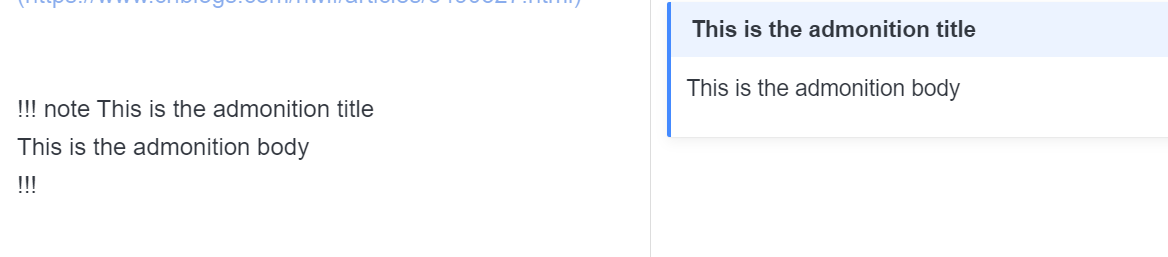 !!! note This is the admonition title
This is the admonition body
!!!
This is the admonition title
This is the admonition body